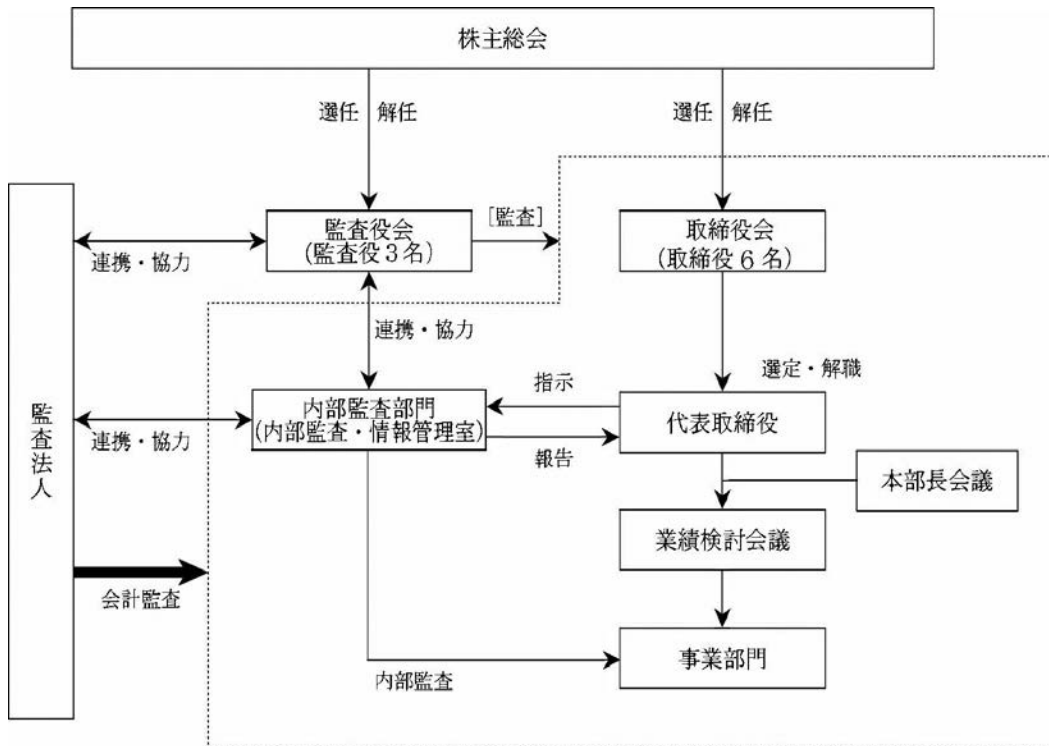 株主総会
選任 解任
選任 解任
監査役会
(監査役3名)
[監査]
取締役会
(取締役6名)
連携・協力
連携・協力
選定・解職
指示
内部監査部門
(内部監査・情報管理室)
代表取締役
連携・協力
報告
監査法人
本部長会議
業績検討会議
会計監査
事業部門
内部監査